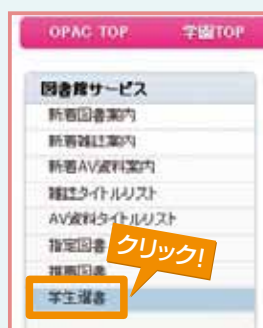 OPAC TOP 学園TOP
図書館サービス
新着図書案内
新着雑誌案内
新着AV資料案内
雑誌タイトルリスト
AV資料タイトルリスト
指定図書
クリック!
推薦図書
学生選書